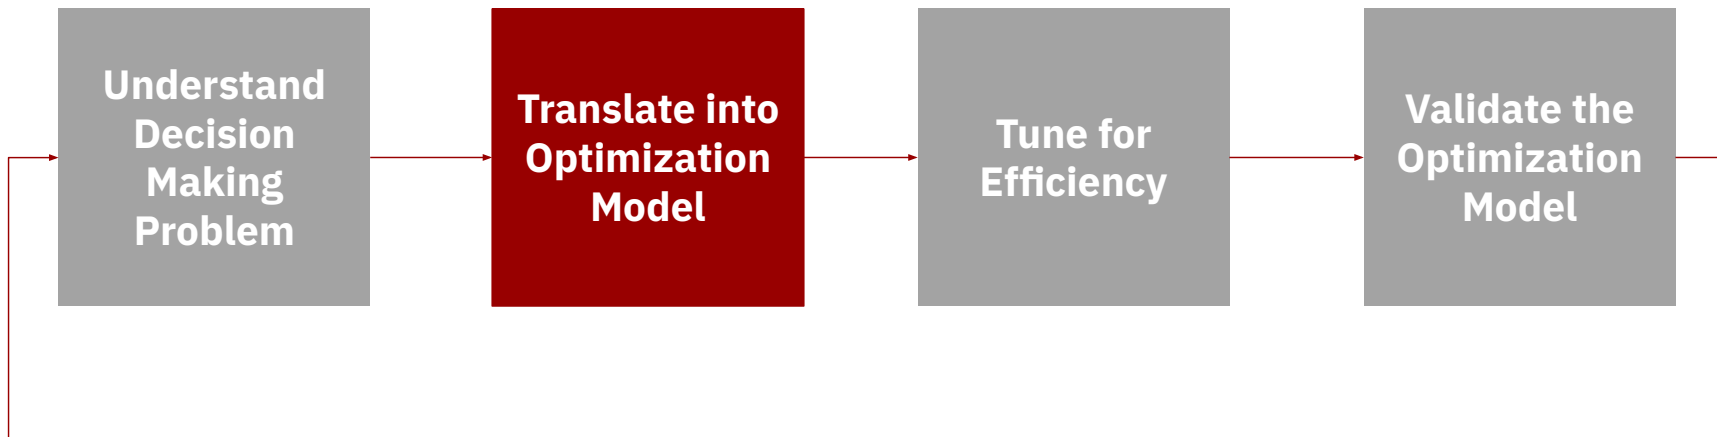 Understand
Decision
Making
Problem
Translate into
Optimization
Model
Tune for
Efficiency
Validate the
Optimization
Model